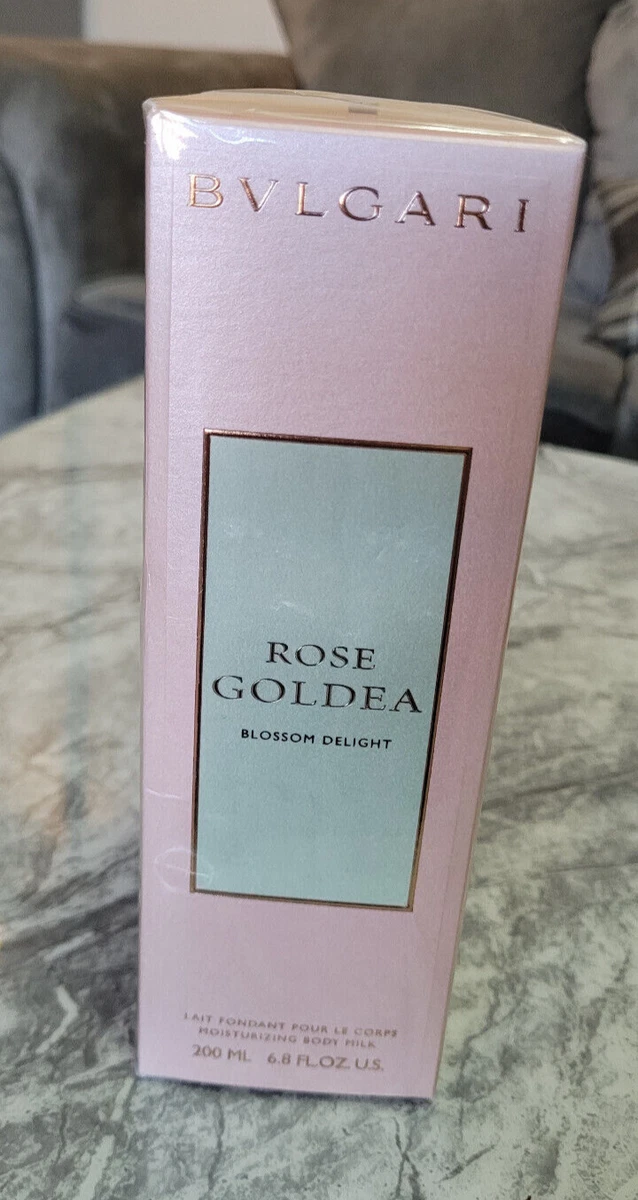 BVLGARI
ROSE
GOLDEA
BLOSSOM DELIGHT
LAIT FONDANT POUR LE CORPS
MOISTURIZING BODY MILK
200 ML 6.8 FL.OZ. U.S.